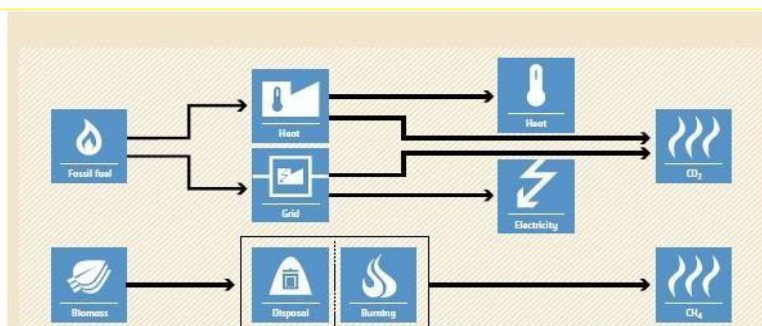 Heat
Heat
Fossil fuel
CO₂
Grid
Electricity
Biomass
Disposal
Burning
CH₄